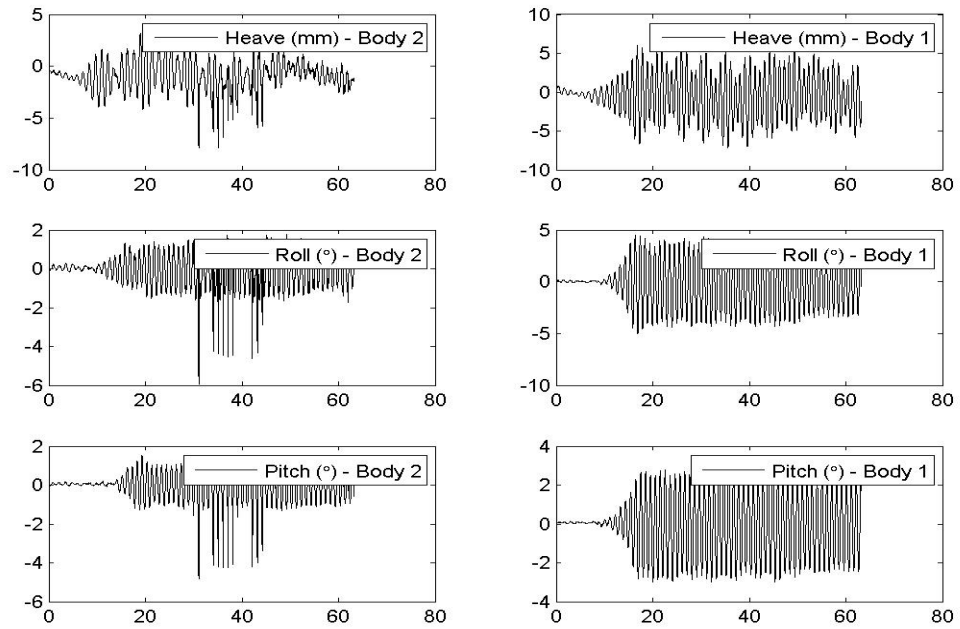 5
0
-5
-10
0 20 40 60 80
Heave (mm) - Body 2
10
5
0
-5
-10
0 20 40 60 80
Heave (mm) - Body 1
2
0
-2
-4
-6
0 20 40 60 80
Roll (°) - Body 2
5
0
-5
-10
0 20 40 60 80
Roll (°) - Body 1
2
0
-2
-4
-6
0 20 40 60 80
Pitch (°) - Body 2
4
2
0
-2
-4
0 20 40 60 80
Pitch (°) - Body 1